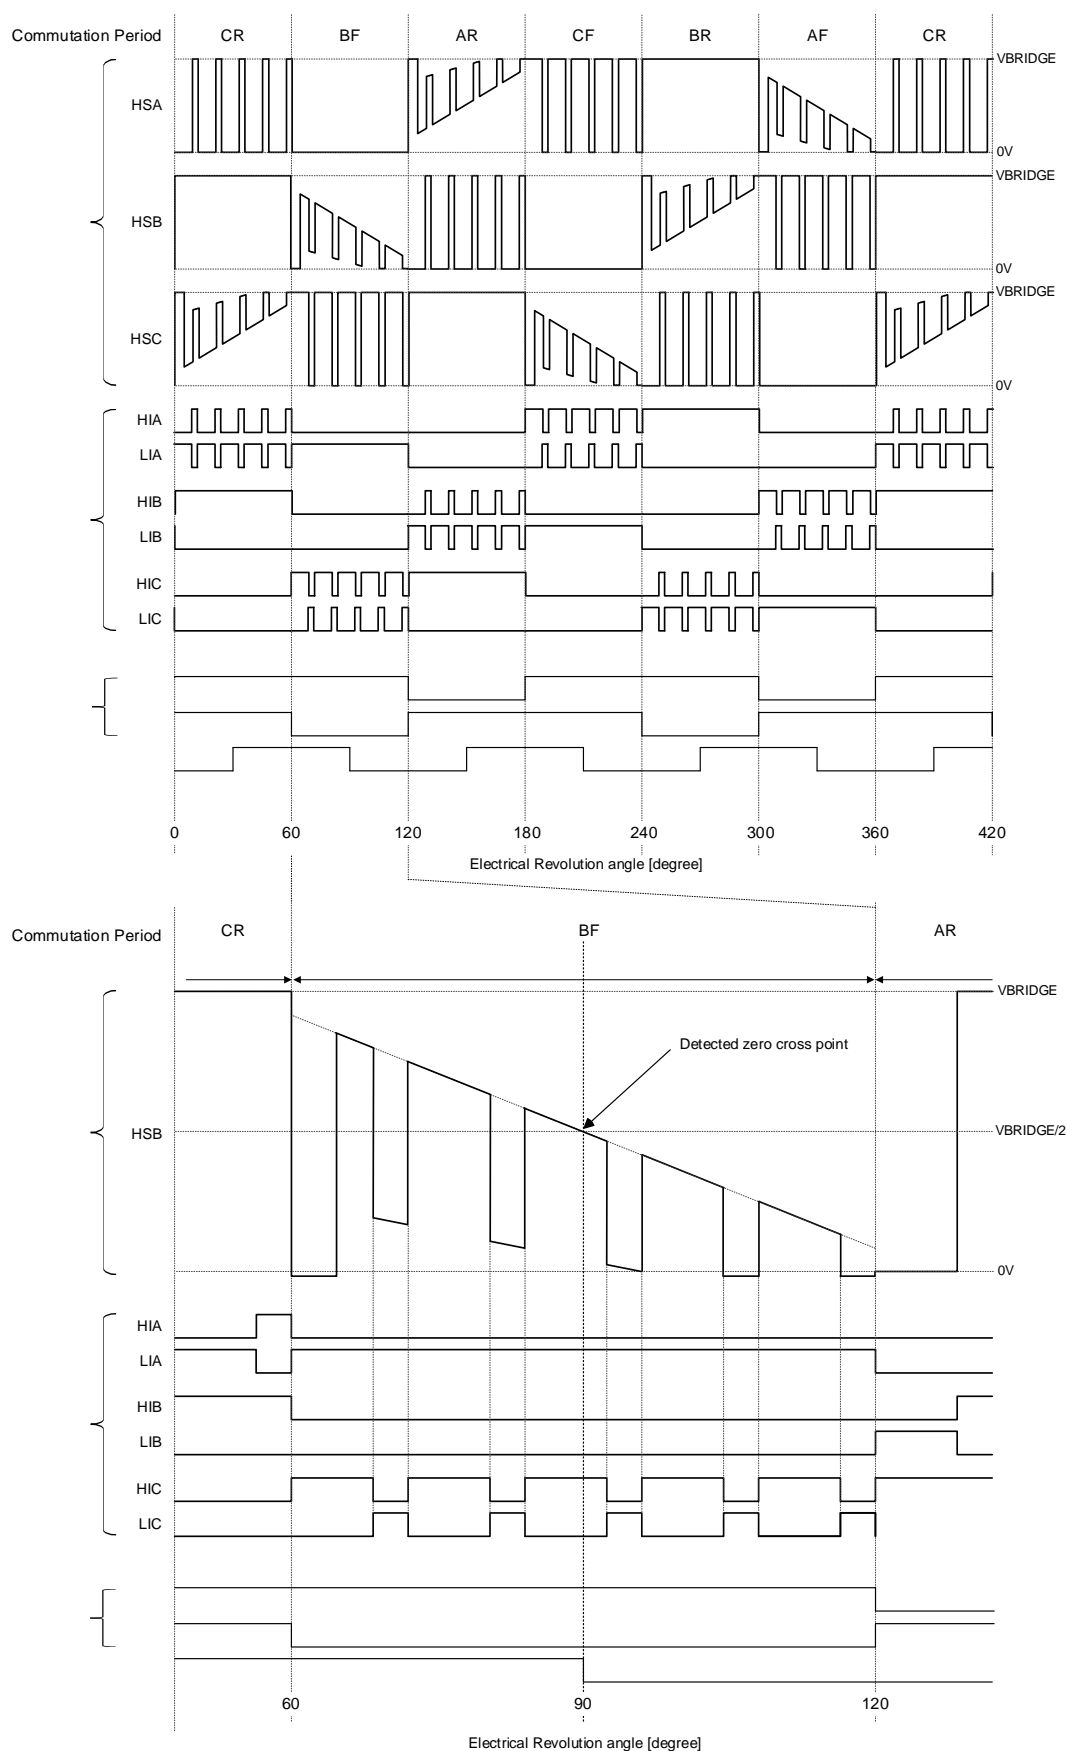 Commutation Period CR BF AR CF BR AF CR
VBRIDGE
HSA
0V
VBRIDGE
HSB
0V
VBRIDGE
HSC
0V
HIA
LIA
HIB
LIB
HIC
LIC
0 60 120 180 240 300 360 420
Electrical Revolution angle [degree]
Commutation Period CR BF AR
VBRIDGE
Detected zero cross point
HSB VBRIDGE/2
0V
HIA
LIA
HIB
LIB
HIC
LIC
60 90 120
Electrical Revolution angle [degree]